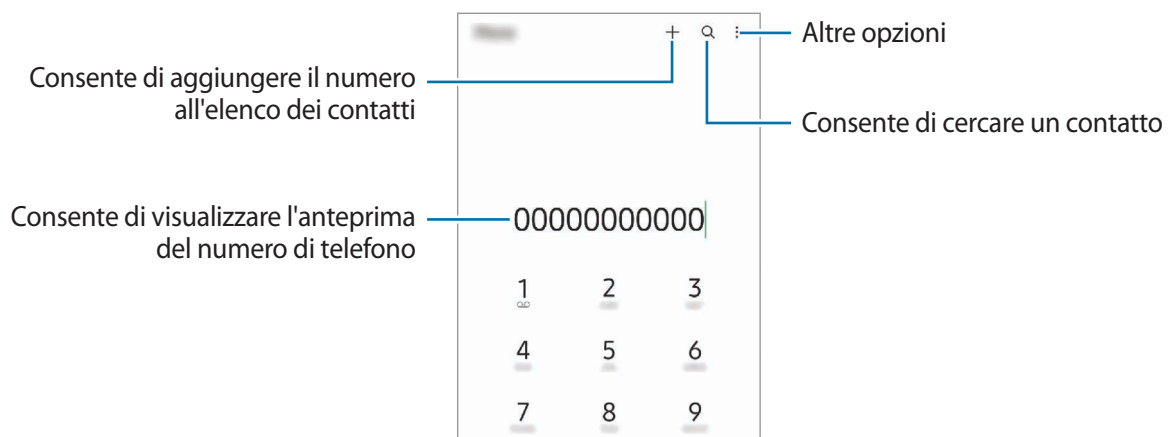 Altre opzioni
Consente di aggiungere il numero
all'elenco dei contatti
Consente di cercare un contatto
Consente di visualizzare l'anteprima
del numero di telefono
00000000000
1 2 3
4 5 6
7 8 9